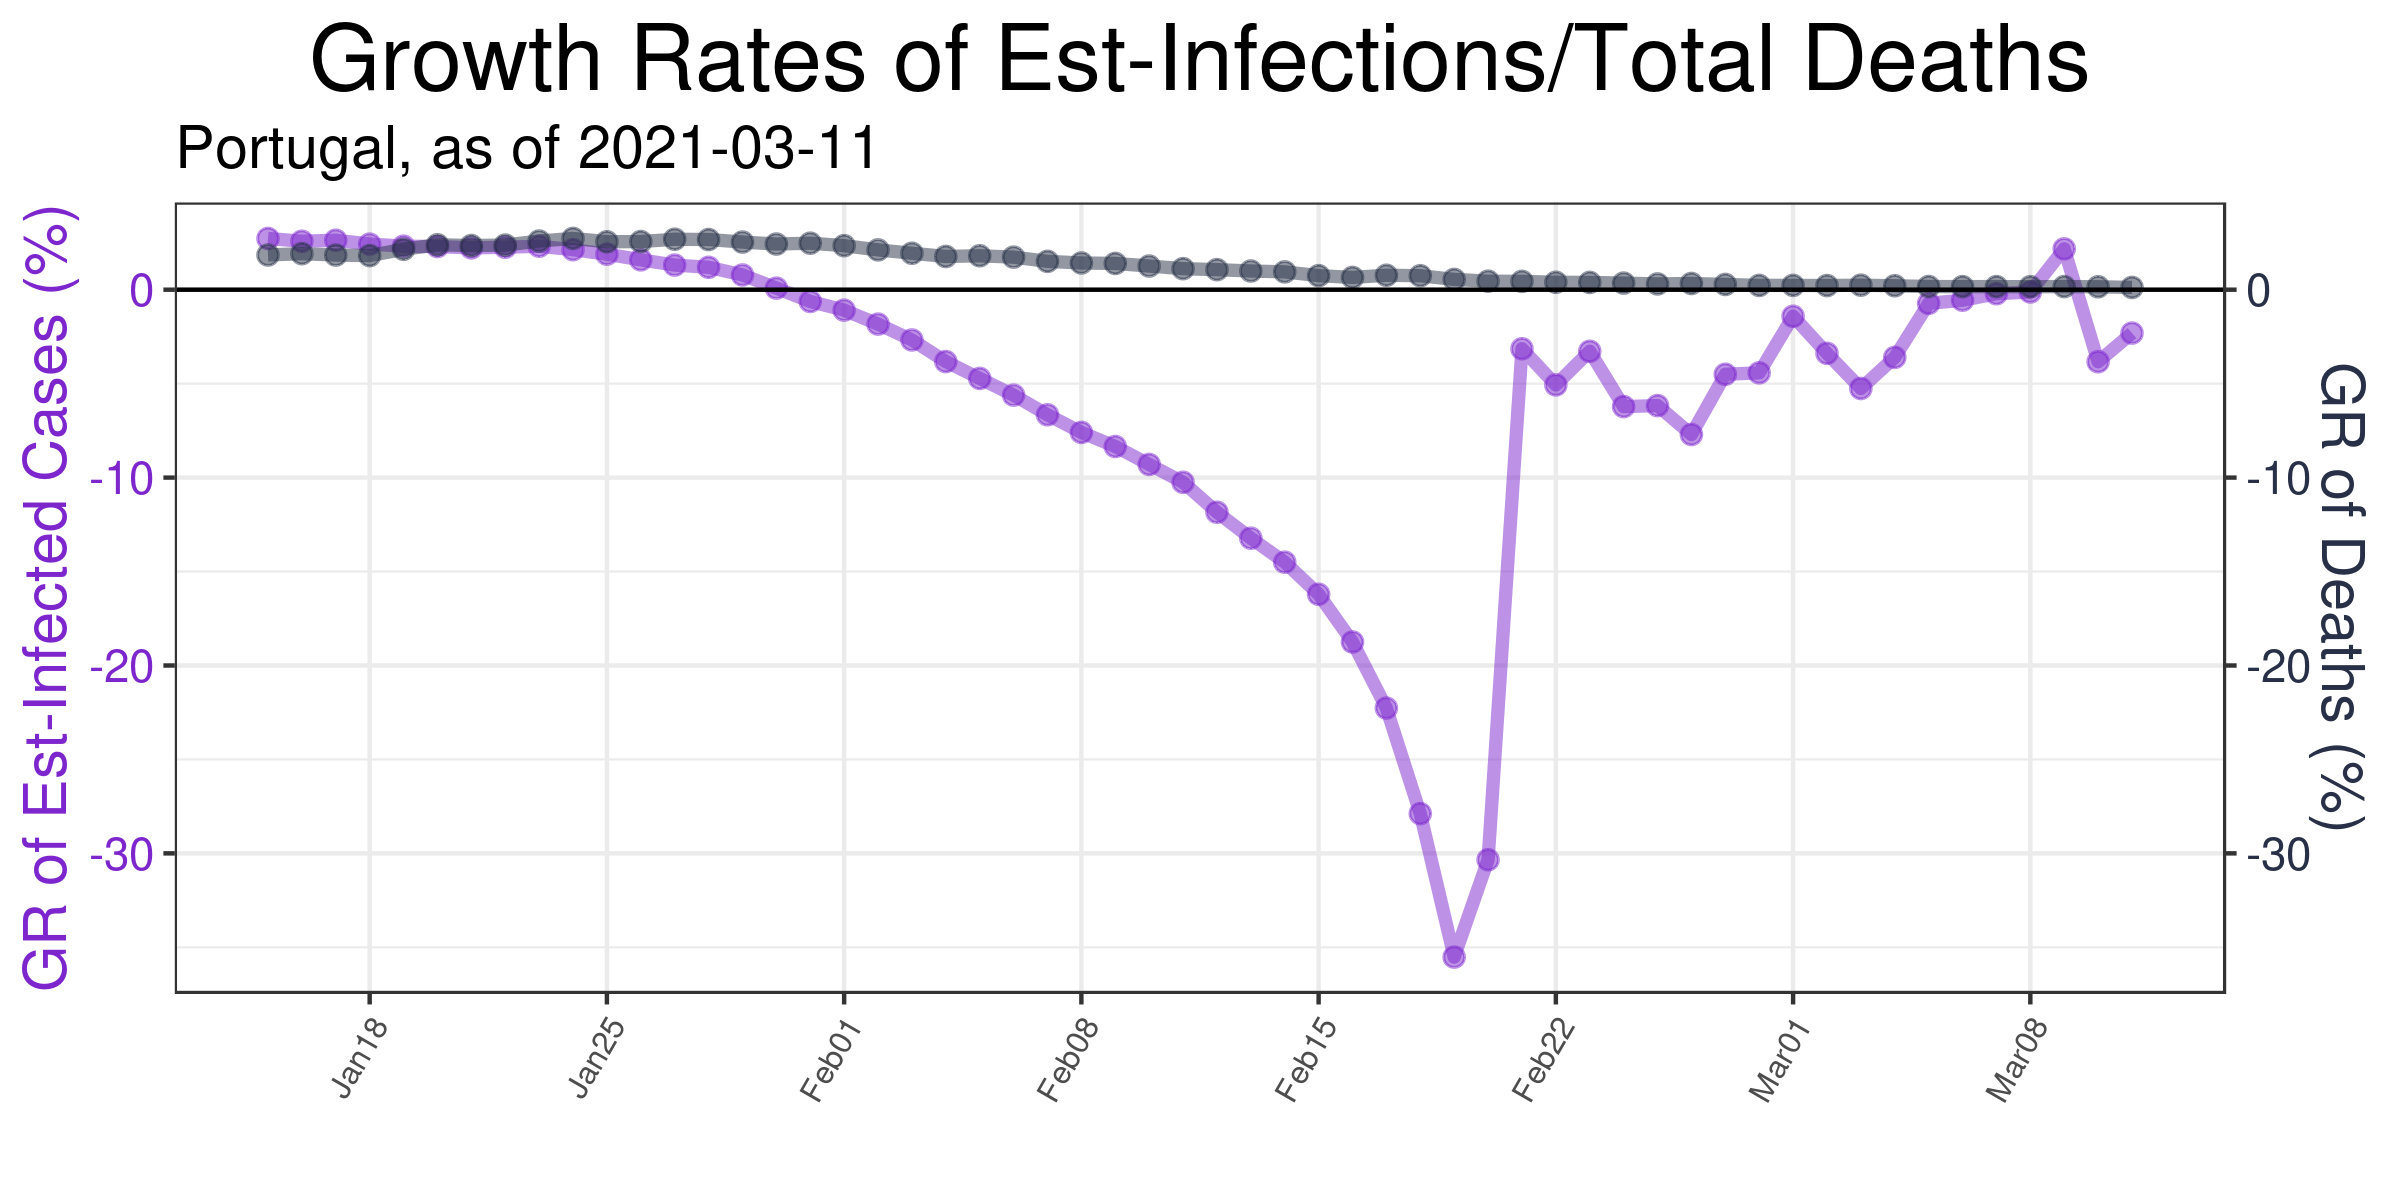 Growth Rates of Est-Infections/Total Deaths
Portugal, as of 2021-03-11
GR of Est-Infected Cases (%)
0
-10
-20
-30
0
-10
-20
-30
GR of Deaths (%)
Jan18
Jan25
Feb01
Feb08
Feb15
Feb22
Mar01
Mar08